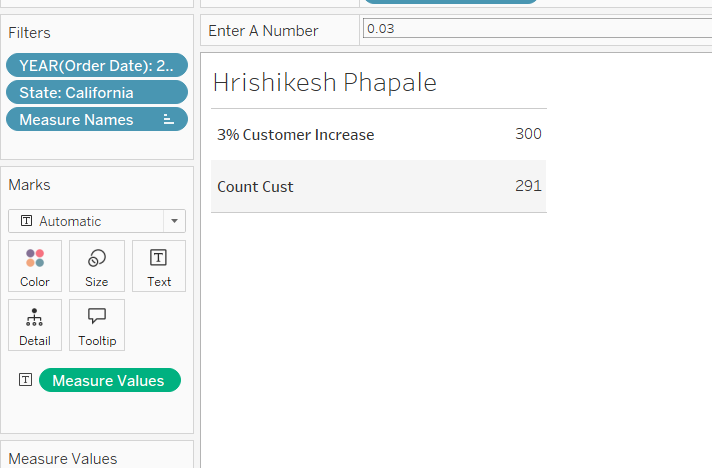 Filters
YEAR(Order Date): 2..
State: California
Measure Names
Marks
Automatic
Color
Size
Text
Detail
Tooltip
Measure Values
Measure Values
Enter A Number
0.03
Hrishikesh Phapale
3% Customer Increase 300
Count Cust 291